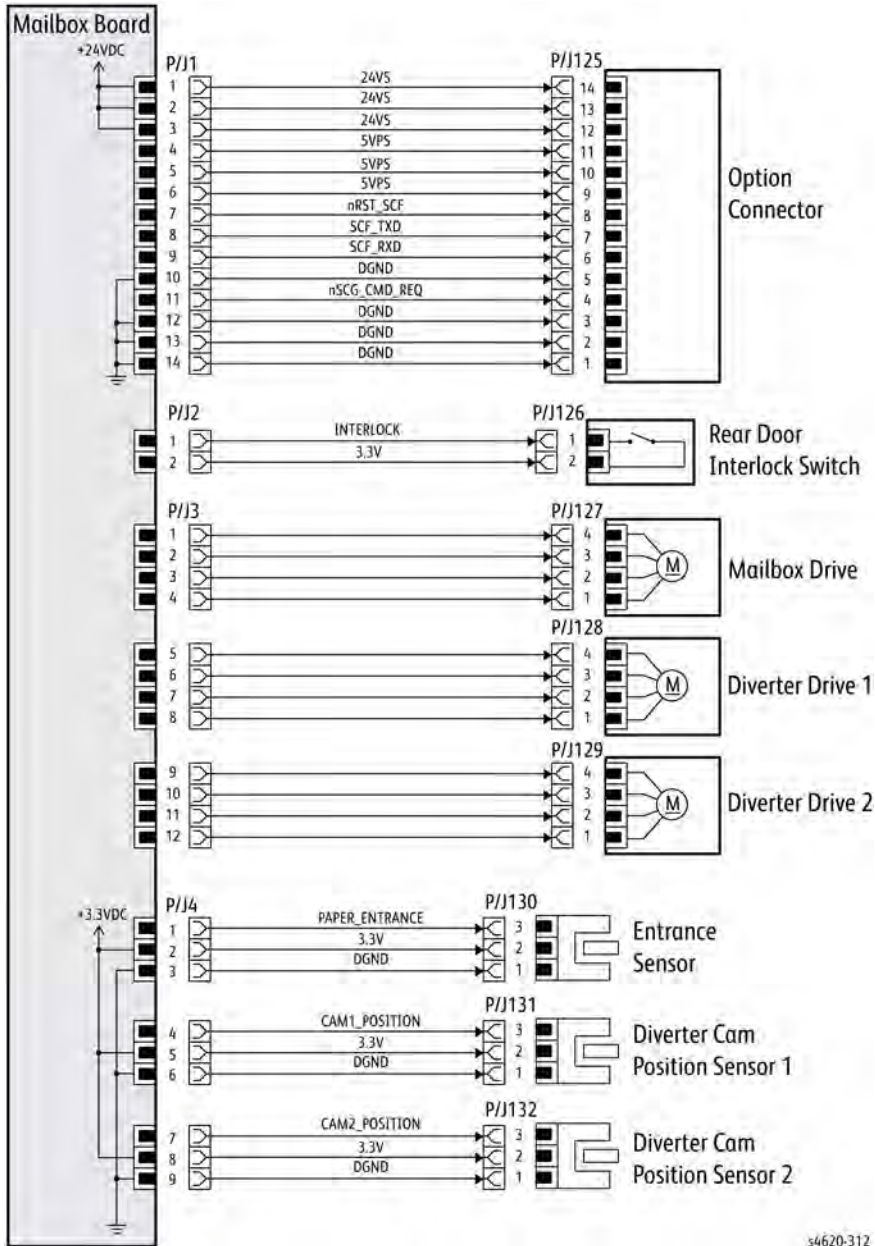 Mailbox Board
+24VDC
P/J1 P/J125
1 24VS 14
2 24VS 13
3 24VS 12
4 5VPS 11
5 5VPS 10
6 5VPS 9
7 nRST_SCF 8
8 SCF_TXD 7
9 SCF_RXD 6
10 DGND 5
11 nSCG_CMD_REQ 4
12 DGND 3
13 DGND 2
14 DGND 1
Option
Connector
P/J2 P/J126
1 INTERLOCK 1
2 3.3V 2
Rear Door
Interlock Switch
P/J3 P/J127
1 4
2 3
3 2
4 1
M
Mailbox Drive
P/J128
5 4
6 3
7 2
8 1
M
Diverter Drive 1
P/J129
9 4
10 3
11 2
12 1
M
Diverter Drive 2
+3.3VDC
P/J4 P/J130
1 PAPER_ENTRANCE 3
2 3.3V 2
3 DGND 1
Entrance
Sensor
P/J131
4 CAM1_POSITION 3
5 3.3V 2
6 DGND 1
Diverter Cam
Position Sensor 1
P/J132
7 CAM2_POSITION 3
8 3.3V 2
9 DGND 1
Diverter Cam
Position Sensor 2
s4620-312